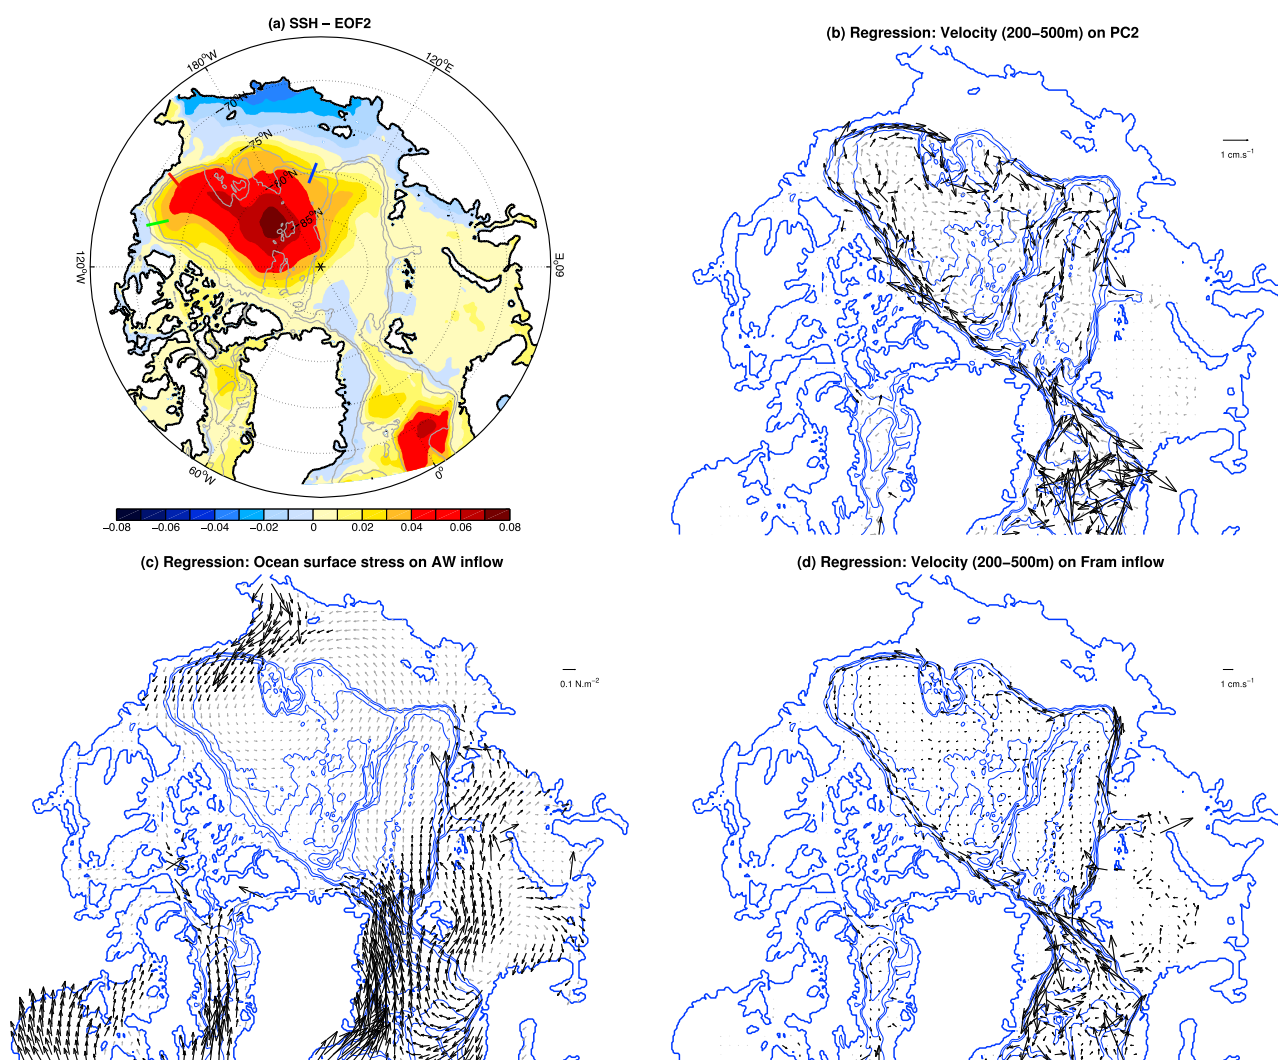 (a) SSH – EOF2
180°W
120°E
−70°N
−75°N
−85°N
120°W
60°E
60°W
0°
−0.08 −0.06 −0.04 −0.02 0 0.02 0.04 0.06 0.08
(b) Regression: Velocity (200−500m) on PC2
1 cm.s⁻¹
(c) Regression: Ocean surface stress on AW inflow
0.1 N.m⁻²
(d) Regression: Velocity (200−500m) on Fram inflow
1 cm.s⁻¹